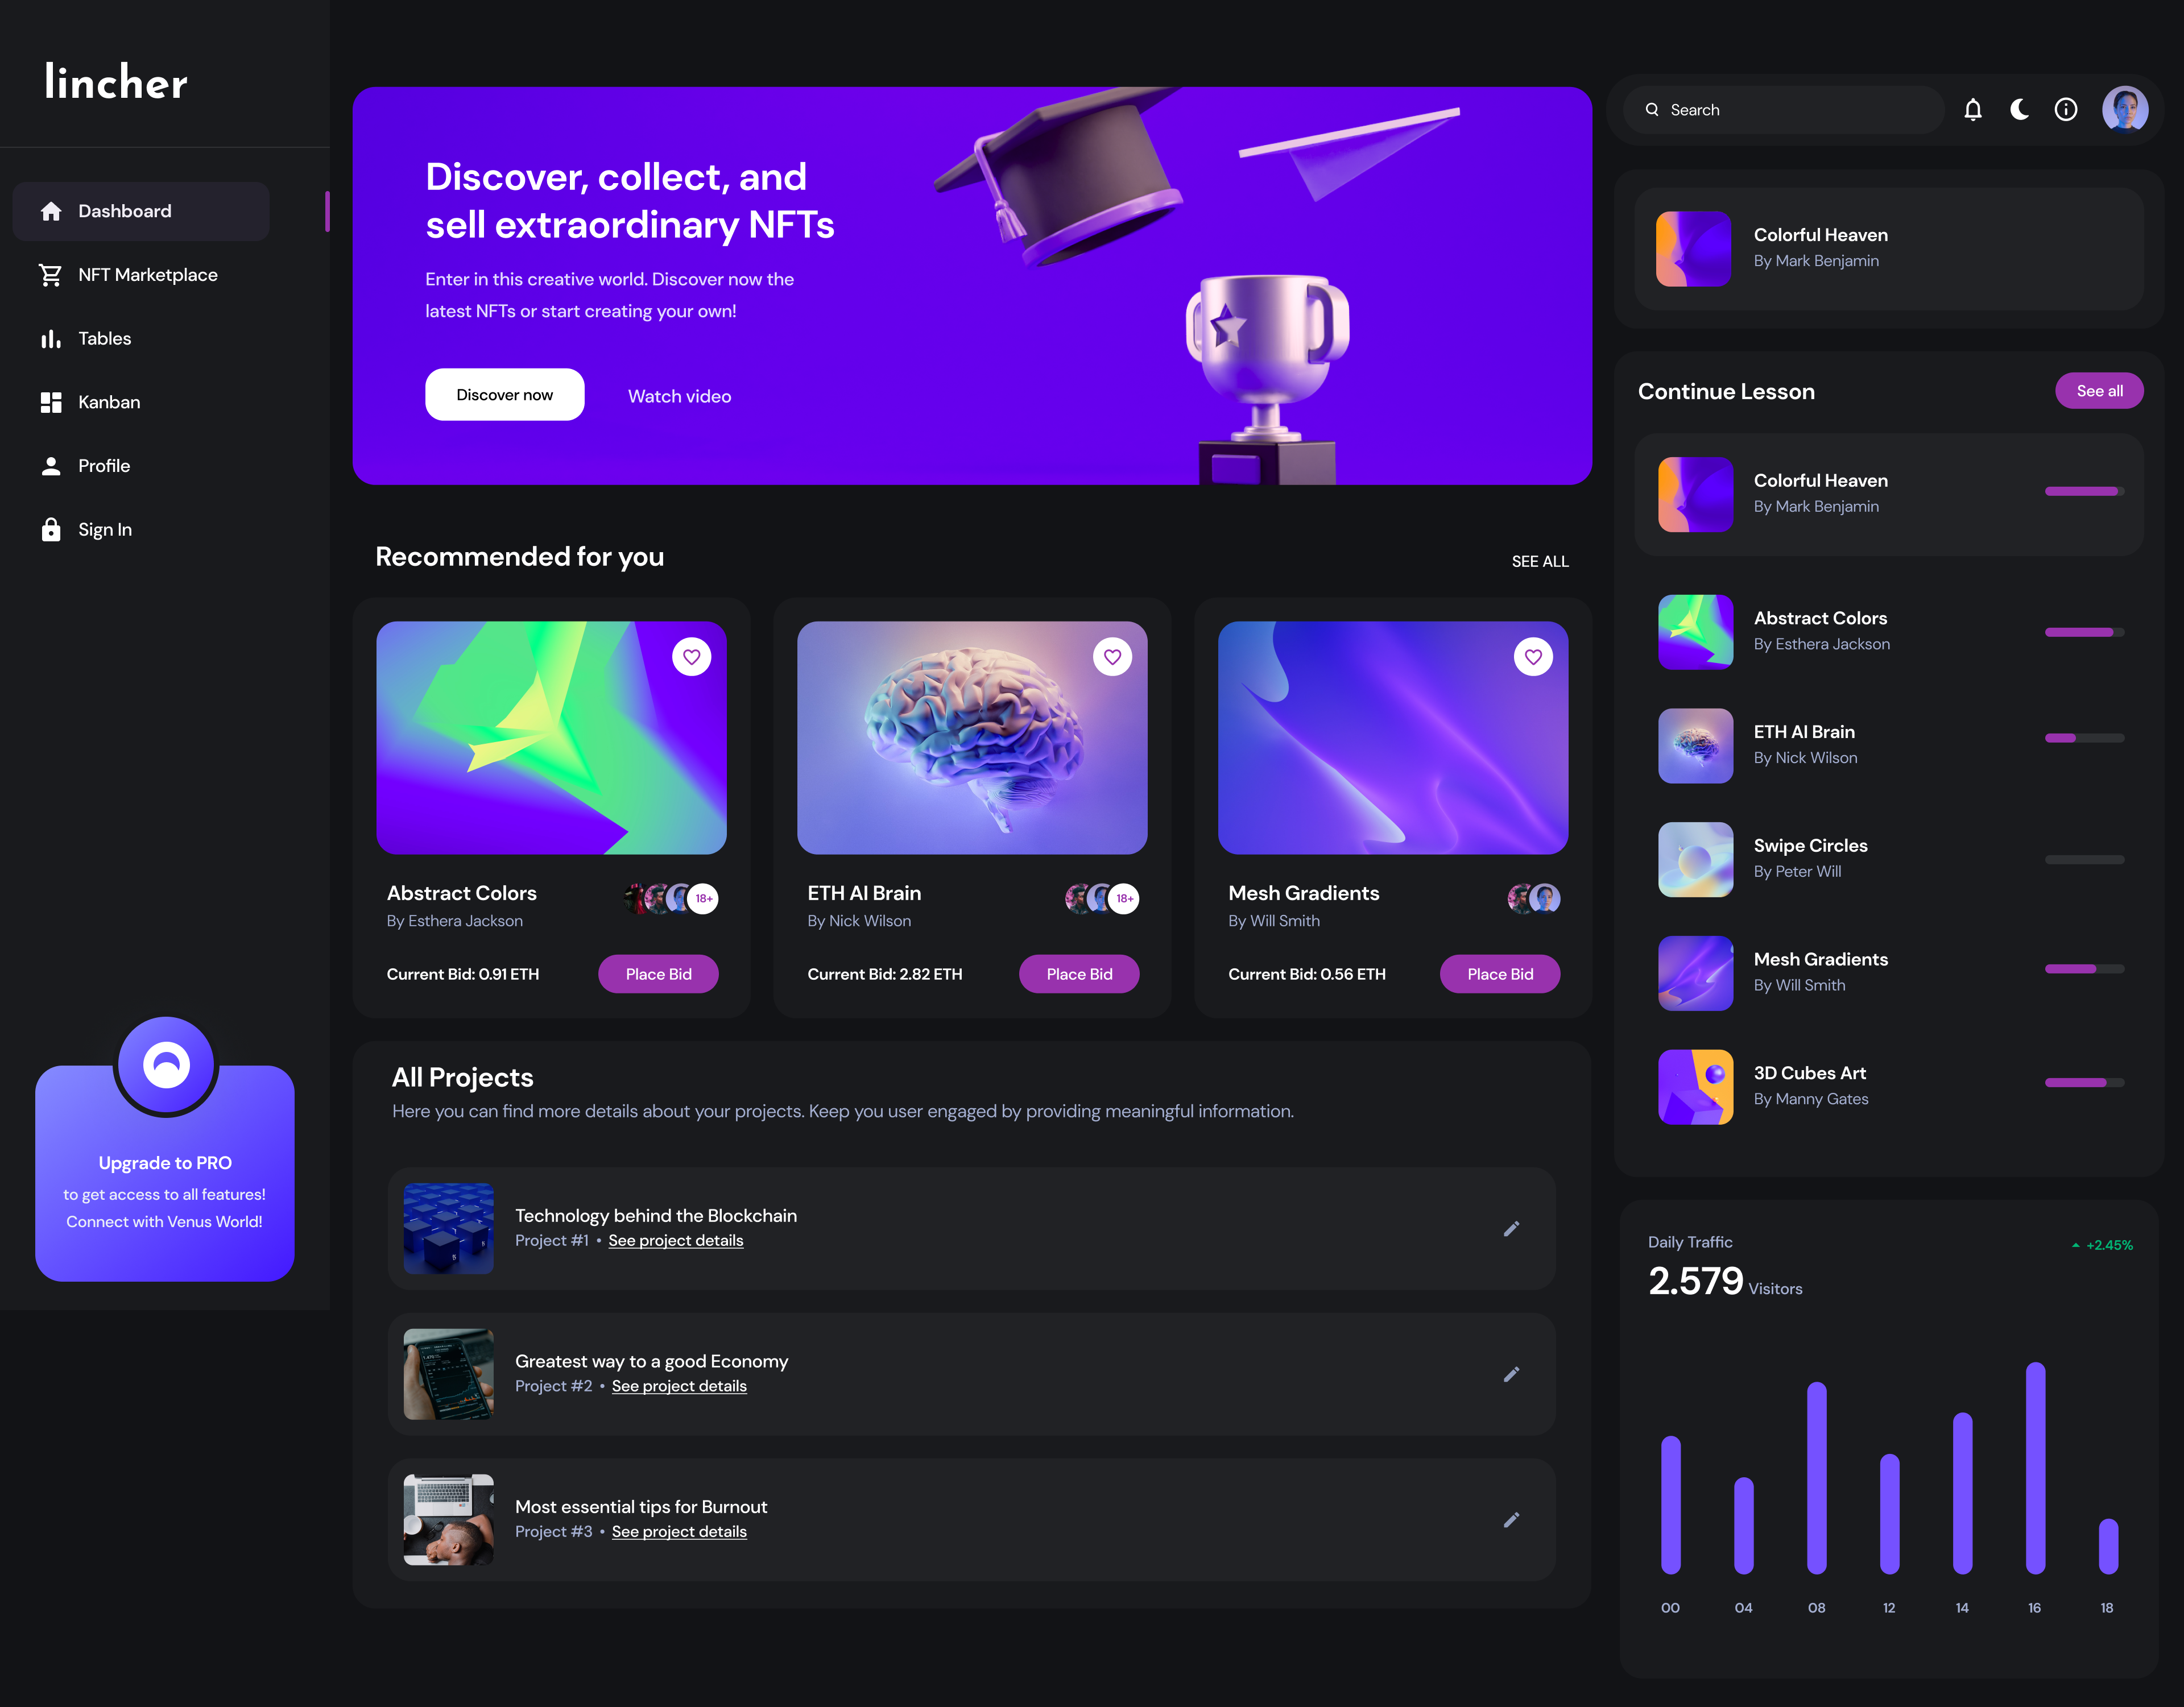 lincher
Dashboard
NFT Marketplace
Tables
Kanban
Profile
Sign In
Upgrade to PRO
to get access to all features!
Connect with Venus World!
Discover, collect, and
sell extraordinary NFTs
Enter in this creative world. Discover now the
latest NFTs or start creating your own!
Discover now
Watch video
Recommended for you
SEE ALL
Abstract Colors
By Esthera Jackson
18+
Current Bid: 0.91 ETH
Place Bid
ETH AI Brain
By Nick Wilson
18+
Current Bid: 2.82 ETH
Place Bid
Mesh Gradients
By Will Smith
Current Bid: 0.56 ETH
Place Bid
All Projects
Here you can find more details about your projects. Keep you user engaged by providing meaningful information.
Technology behind the Blockchain
Project #1 • See project details
Greatest way to a good Economy
Project #2 • See project details
Most essential tips for Burnout
Project #3 • See project details
Search
Colorful Heaven
By Mark Benjamin
Continue Lesson
See all
Colorful Heaven
By Mark Benjamin
Abstract Colors
By Esthera Jackson
ETH AI Brain
By Nick Wilson
Swipe Circles
By Peter Will
Mesh Gradients
By Will Smith
3D Cubes Art
By Manny Gates
Daily Traffic
+2.45%
2.579 Visitors
00 04 08 12 14 16 18